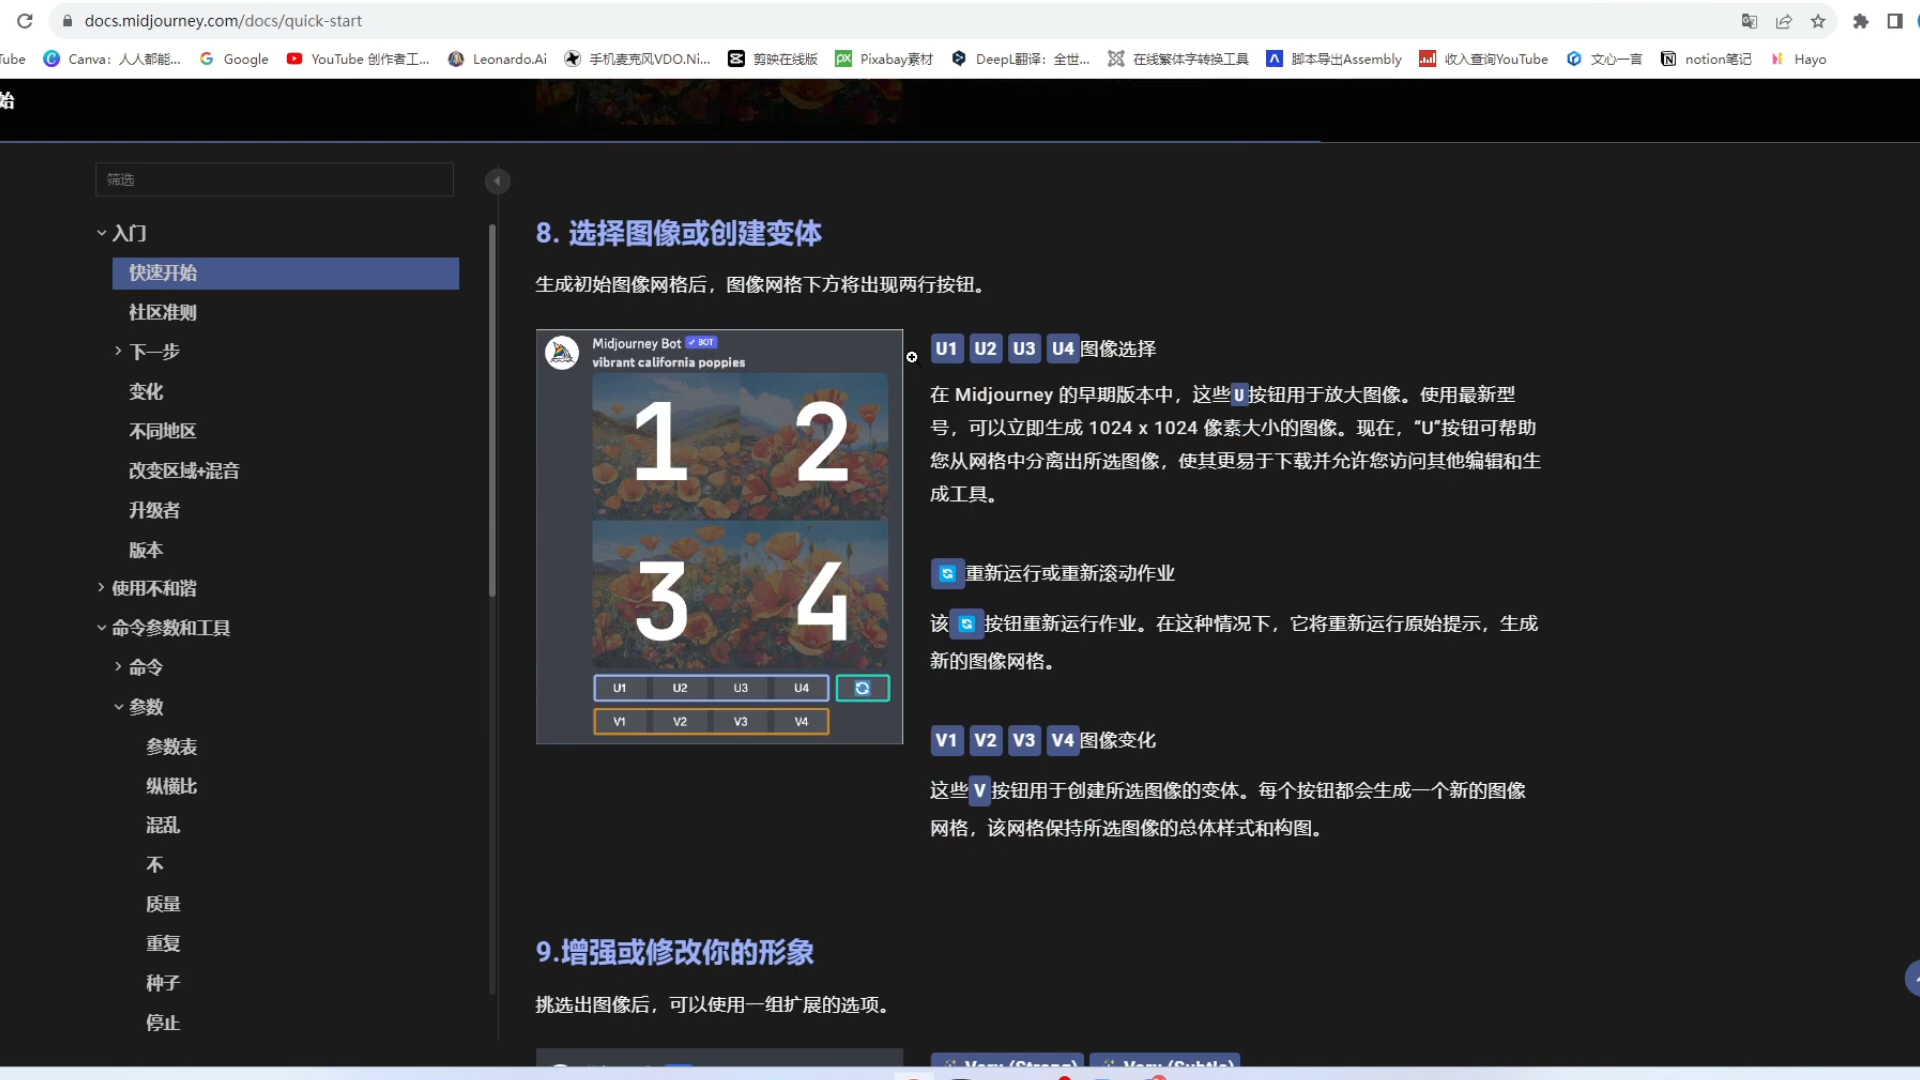 docs.midjourney.com/docs/quick-start
Tube
Canva：人人都能...
Google
YouTube 创作者工...
Leonardo.Ai
手机麦克风VDO.Ni...
剪映在线版
Pixabay素材
DeepL翻译：全世...
在线繁体字转换工具
脚本导出Assembly
收入查询YouTube
文心一言
notion笔记
Hayo
始
筛选
入门
快速开始
社区准则
下一步
变化
不同地区
改变区域+混音
升级者
版本
使用不和谐
命令参数和工具
命令
参数
参数表
纵横比
混乱
不
质量
重复
种子
停止
8. 选择图像或创建变体
生成初始图像网格后，图像网格下方将出现两行按钮。
Midjourney Bot ✓ BOT
vibrant california poppies
1 2
3 4
U1 U2 U3 U4
V1 V2 V3 V4
U1 U2 U3 U4 图像选择
在 Midjourney 的早期版本中，这些 U 按钮用于放大图像。使用最新型
号，可以立即生成 1024 x 1024 像素大小的图像。现在，“U”按钮可帮助
您从网格中分离出所选图像，使其更易于下载并允许您访问其他编辑和生
成工具。
重新运行或重新滚动作业
该 按钮重新运行作业。在这种情况下，它将重新运行原始提示，生成
新的图像网格。
V1 V2 V3 V4 图像变化
这些 V 按钮用于创建所选图像的变体。每个按钮都会生成一个新的图像
网格，该网格保持所选图像的总体样式和构图。
9.增强或修改你的形象
挑选出图像后，可以使用一组扩展的选项。
Vary (Strong) Vary (Subtle)